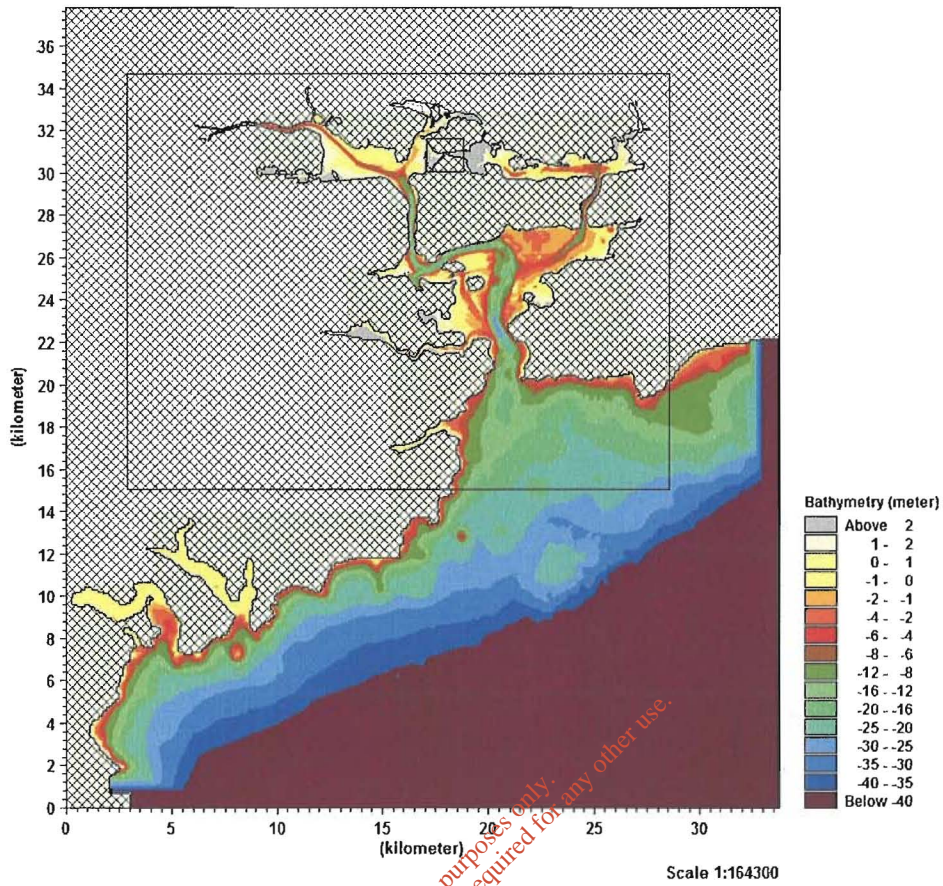 36
34
32
30
28
26
24
22
20
18
16
14
12
10
8
6
4
2
0
(kilometer)
0 5 10 15 20 25 30
(kilometer)
purposes only.
equired for any other use.
Bathymetry (meter)
Above 2
1 - 2
0 - 1
-1 - 0
-2 - -1
-4 - -2
-6 - -4
-8 - -6
-12 - -8
-16 - -12
-20 - -16
-25 - -20
-30 - -25
-35 - -30
-40 - -35
Below -40
Scale 1:164300